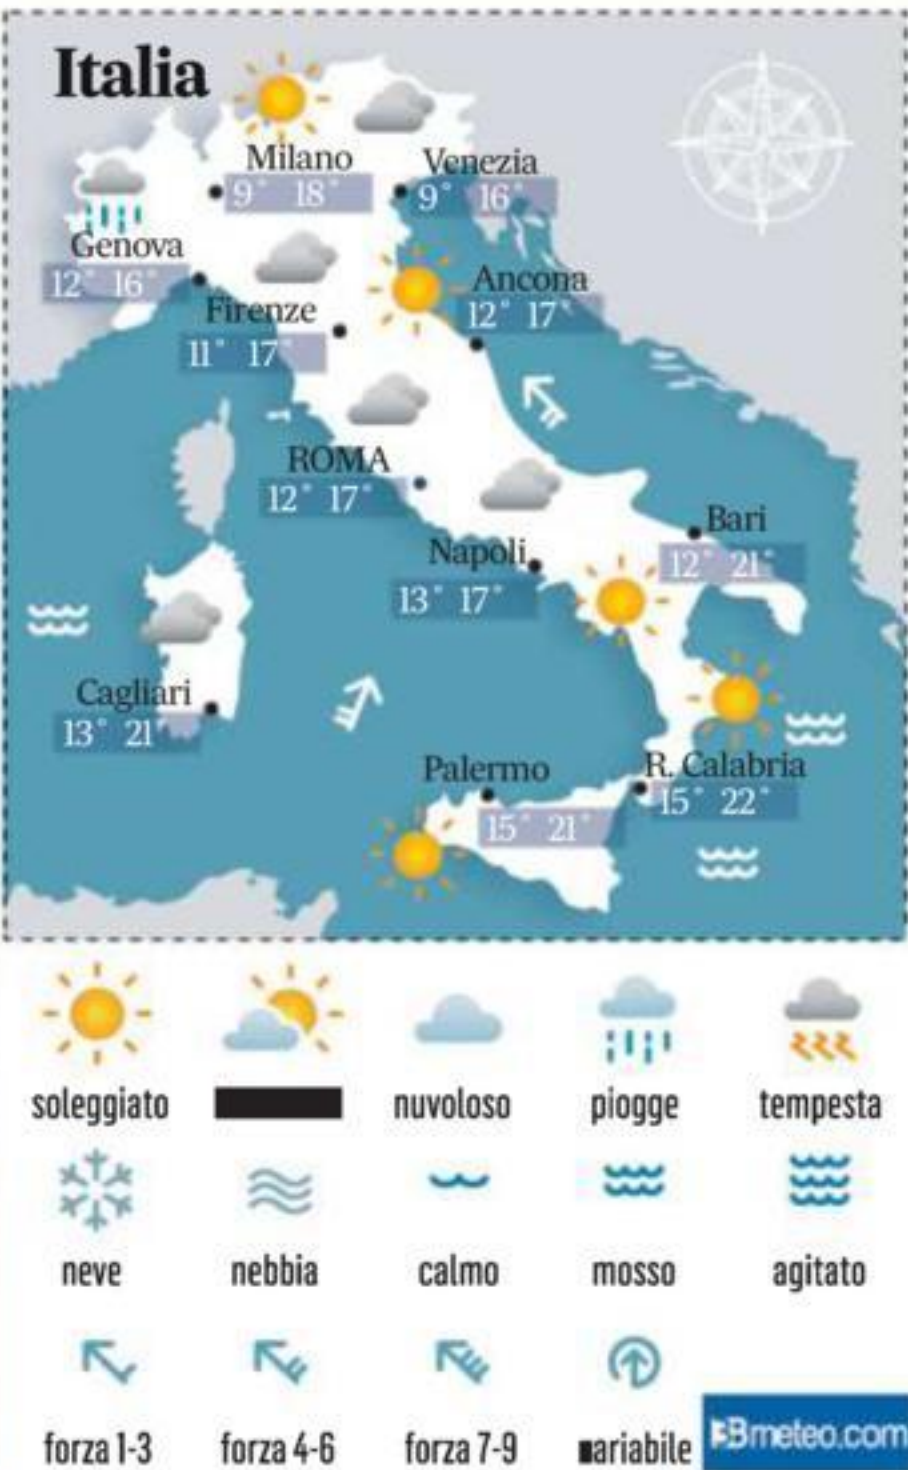 Italia
Milano
9° 18°
Venezia
9° 16°
Genova
12° 16°
Ancona
12° 17°
Firenze
11° 17°
ROMA
12° 17°
Bari
12° 21°
Napoli
13° 17°
Cagliari
13° 21°
Palermo
15° 21°
R. Calabria
15° 22°
soleggiato
nuvoloso
piogge
tempesta
neve
nebbia
calmo
mosso
agitato
forza 1-3
forza 4-6
forza 7-9
ariabile
3Bmeteo.com